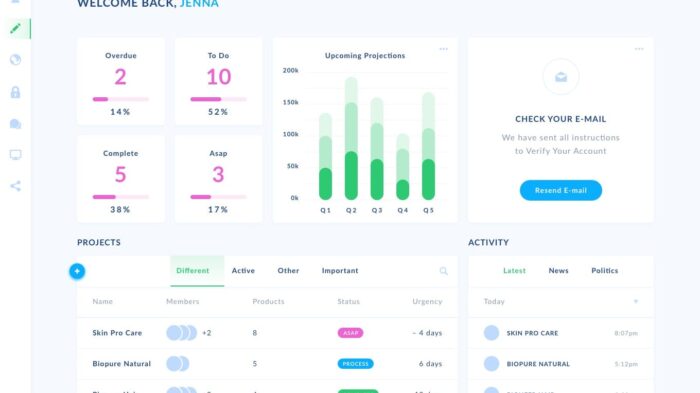 WELCOME BACK, JENNA
Overdue
2
14%
To Do
10
52%
Complete
5
38%
Asap
3
17%
Upcoming Projections
200k
150k
100k
50k
0k
Q1 Q2 Q3 Q4 Q5
CHECK YOUR E-MAIL
We have sent all instructions
to Verify Your Account
Resend E-mail
PROJECTS
Different Active Other Important
Name Members Products Status Urgency
Skin Pro Care +2 8 ASAP - 4 days
Biopure Natural 5 PROCESS 6 days
ACTIVITY
Latest News Politics
Today
SKIN PRO CARE 8:07pm
BIOPURE NATURAL 5:12pm